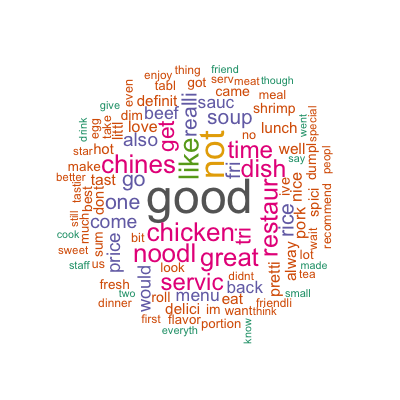 friend
thing
enjoy
got
serv
meat
though
tabl
came
meal
even
definit
sauc
shrimp
give
dim
beef
realli
soup
no
lunch
special
went
drink
egg
take
littl
love
also
get
like
not
time
well
say
peopl
star
hot
chines
fri
dish
dumpl
make
better
tast
go
good
restaur
ive
nice
spici
tasti
best
dont
one
rice
pork
recommend
still
much
come
chicken
tri
wait
cook
sum
price
bit
noodl
great
pretti
alway
lot
sweet
staff
us
look
didnt
made
tea
fresh
would
servic
back
two
roll
menu
eat
friendli
small
dinner
delici
im
want
think
first
flavor
portion
everyth
know